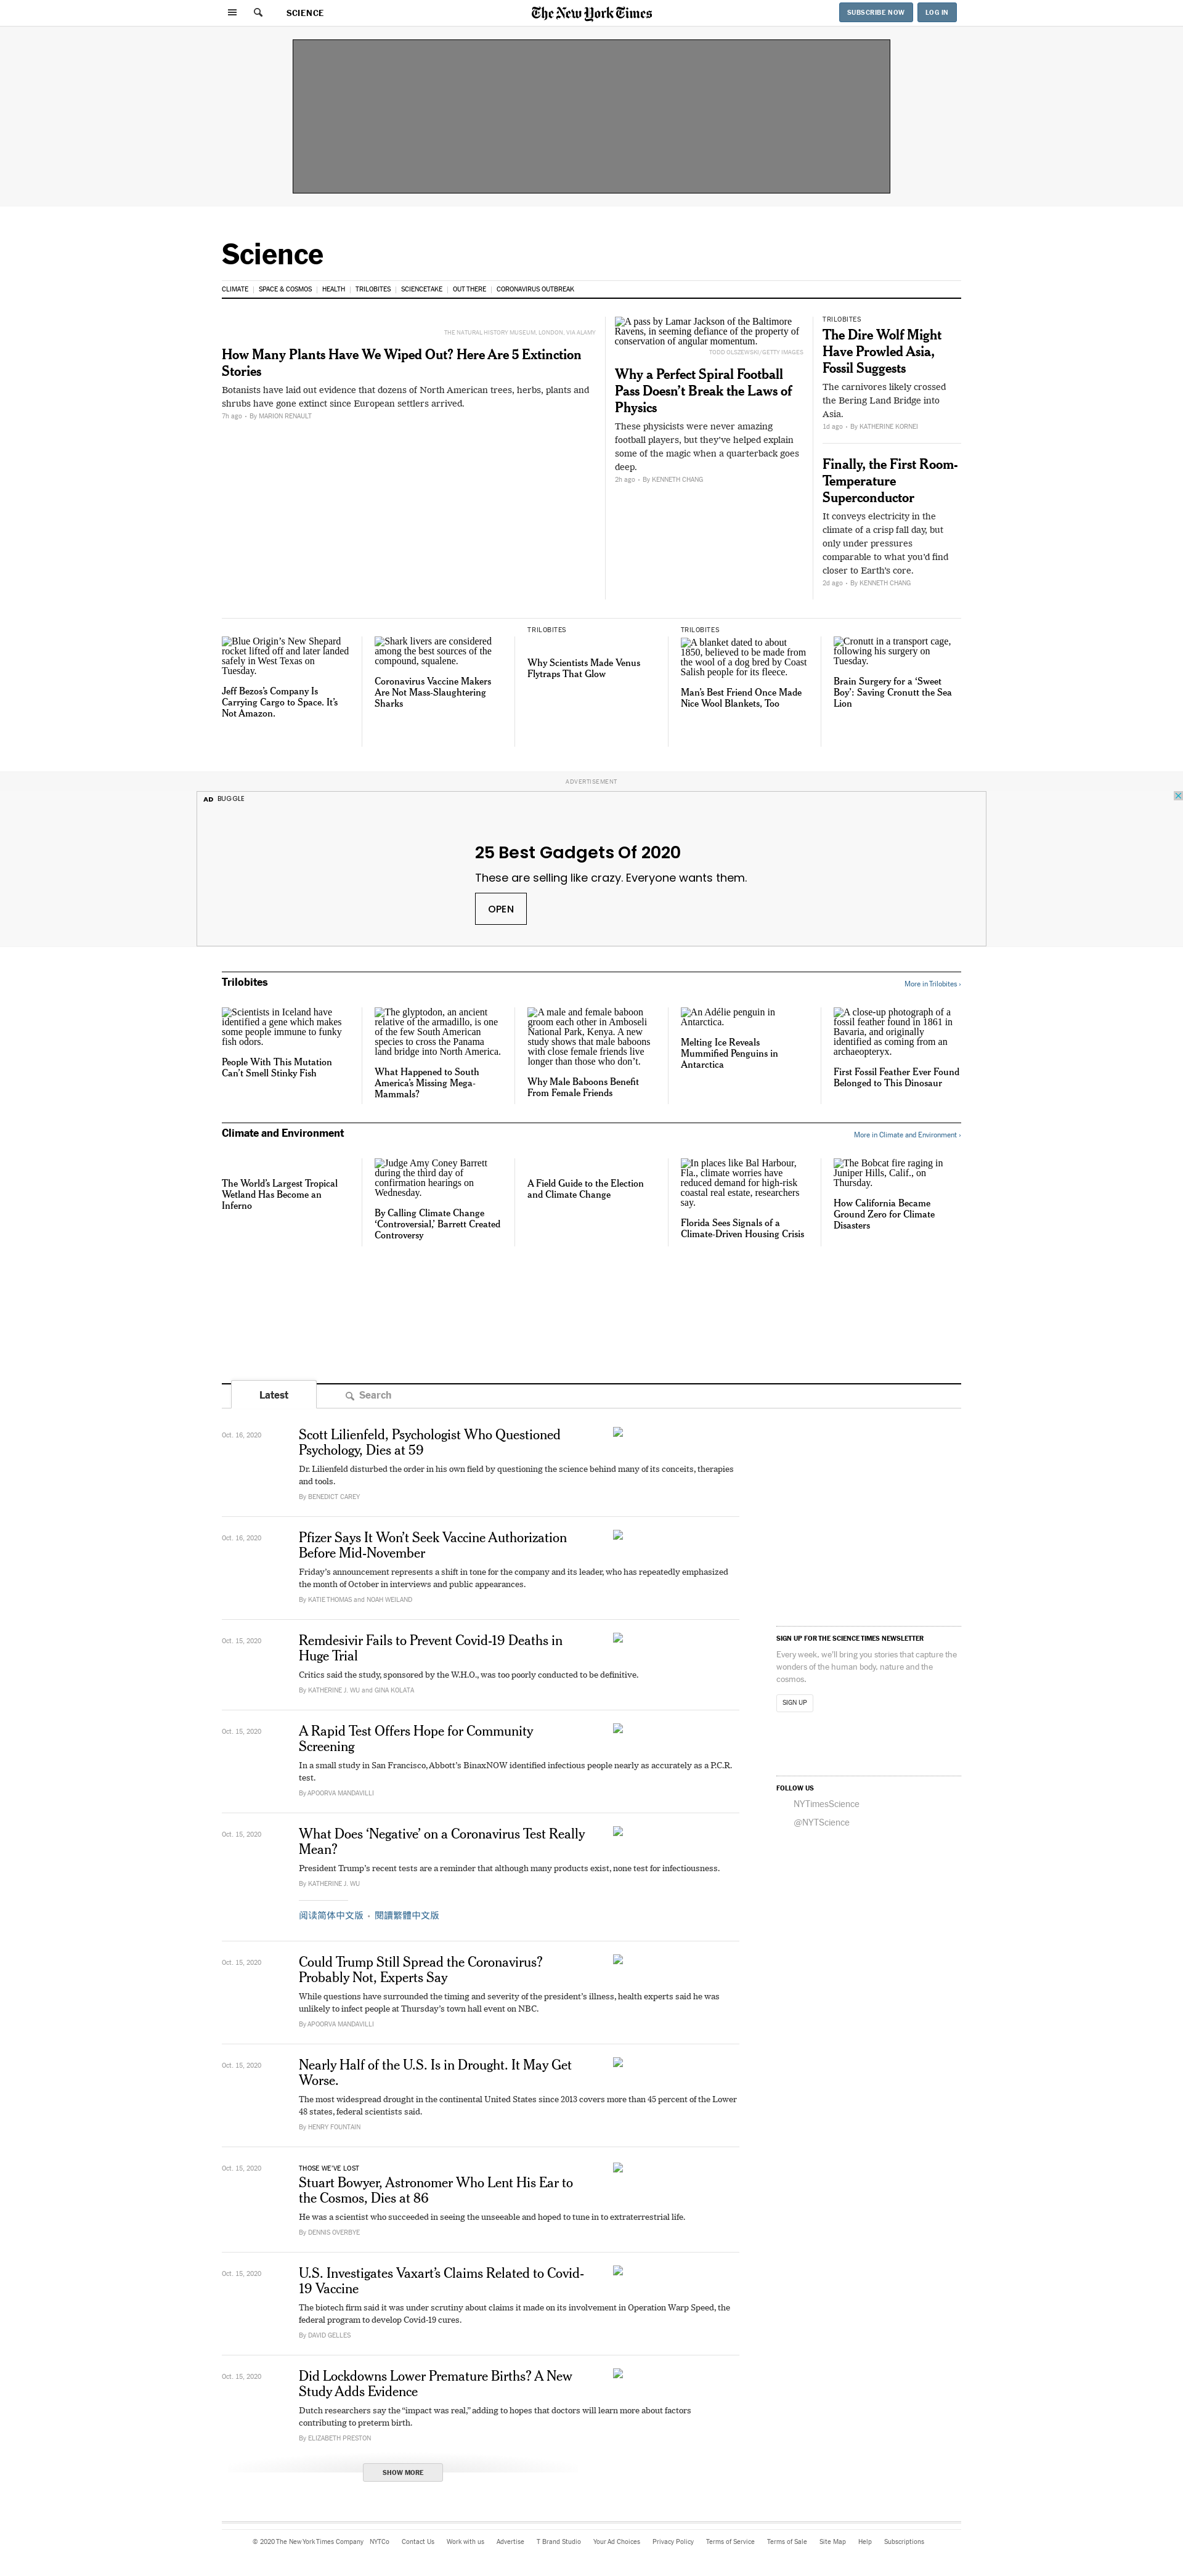 SCIENCE
The New York Times
SUBSCRIBE NOW
LOG IN
Science
CLIMATE
SPACE & COSMOS
HEALTH
TRILOBITES
SCIENCETAKE
OUT THERE
CORONAVIRUS OUTBREAK
THE NATURAL HISTORY MUSEUM, LONDON, VIA ALAMY
How Many Plants Have We Wiped Out? Here Are 5 Extinction
Stories
Botanists have laid out evidence that dozens of North American trees, herbs, plants and
shrubs have gone extinct since European settlers arrived.
7h ago • By MARION RENAULT
A pass by Lamar Jackson of the Baltimore
Ravens, in seeming defiance of the property of
conservation of angular momentum.
TODD OLSZEWSKI/GETTY IMAGES
Why a Perfect Spiral Football
Pass Doesn’t Break the Laws of
Physics
These physicists were never amazing
football players, but they’ve helped explain
some of the magic when a quarterback goes
deep.
2h ago • By KENNETH CHANG
TRILOBITES
The Dire Wolf Might
Have Prowled Asia,
Fossil Suggests
The carnivores likely crossed
the Bering Land Bridge into
Asia.
1d ago • By KATHERINE KORNEI
Finally, the First Room-
Temperature
Superconductor
It conveys electricity in the
climate of a crisp fall day, but
only under pressures
comparable to what you’d find
closer to Earth’s core.
2d ago • By KENNETH CHANG
Blue Origin’s New Shepard
rocket lifted off and later landed
safely in West Texas on
Tuesday.
Jeff Bezos’s Company Is
Carrying Cargo to Space. It’s
Not Amazon.
Shark livers are considered
among the best sources of the
compound, squalene.
Coronavirus Vaccine Makers
Are Not Mass-Slaughtering
Sharks
TRILOBITES
Why Scientists Made Venus
Flytraps That Glow
TRILOBITES
A blanket dated to about
1850, believed to be made from
the wool of a dog bred by Coast
Salish people for its fleece.
Man’s Best Friend Once Made
Nice Wool Blankets, Too
Cronutt in a transport cage,
following his surgery on
Tuesday.
Brain Surgery for a ‘Sweet
Boy’: Saving Cronutt the Sea
Lion
ADVERTISEMENT
AD BUGGLE
25 Best Gadgets Of 2020
These are selling like crazy. Everyone wants them.
OPEN
Trilobites
More in Trilobites ›
Scientists in Iceland have
identified a gene which makes
some people immune to funky
fish odors.
People With This Mutation
Can’t Smell Stinky Fish
The glyptodon, an ancient
relative of the armadillo, is one
of the few South American
species to cross the Panama
land bridge into North America.
What Happened to South
America’s Missing Mega-
Mammals?
A male and female baboon
groom each other in Amboseli
National Park, Kenya. A new
study shows that male baboons
with close female friends live
longer than those who don’t.
Why Male Baboons Benefit
From Female Friends
An Adélie penguin in
Antarctica.
Melting Ice Reveals
Mummified Penguins in
Antarctica
A close-up photograph of a
fossil feather found in 1861 in
Bavaria, and originally
identified as coming from an
archaeopteryx.
First Fossil Feather Ever Found
Belonged to This Dinosaur
Climate and Environment
More in Climate and Environment ›
The World’s Largest Tropical
Wetland Has Become an
Inferno
Judge Amy Coney Barrett
during the third day of
confirmation hearings on
Wednesday.
By Calling Climate Change
‘Controversial,’ Barrett Created
Controversy
A Field Guide to the Election
and Climate Change
In places like Bal Harbour,
Fla., climate worries have
reduced demand for high-risk
coastal real estate, researchers
say.
Florida Sees Signals of a
Climate-Driven Housing Crisis
The Bobcat fire raging in
Juniper Hills, Calif., on
Thursday.
How California Became
Ground Zero for Climate
Disasters
Latest
Search
Oct. 16, 2020
Scott Lilienfeld, Psychologist Who Questioned
Psychology, Dies at 59
Dr. Lilienfeld disturbed the order in his own field by questioning the science behind many of its conceits, therapies
and tools.
By BENEDICT CAREY
Oct. 16, 2020
Pfizer Says It Won’t Seek Vaccine Authorization
Before Mid-November
Friday’s announcement represents a shift in tone for the company and its leader, who has repeatedly emphasized
the month of October in interviews and public appearances.
By KATIE THOMAS and NOAH WEILAND
Oct. 15, 2020
Remdesivir Fails to Prevent Covid-19 Deaths in
Huge Trial
Critics said the study, sponsored by the W.H.O., was too poorly conducted to be definitive.
By KATHERINE J. WU and GINA KOLATA
Oct. 15, 2020
A Rapid Test Offers Hope for Community
Screening
In a small study in San Francisco, Abbott’s BinaxNOW identified infectious people nearly as accurately as a P.C.R.
test.
By APOORVA MANDAVILLI
Oct. 15, 2020
What Does ‘Negative’ on a Coronavirus Test Really
Mean?
President Trump’s recent tests are a reminder that although many products exist, none test for infectiousness.
By KATHERINE J. WU
阅读简体中文版 • 閱讀繁體中文版
Oct. 15, 2020
Could Trump Still Spread the Coronavirus?
Probably Not, Experts Say
While questions have surrounded the timing and severity of the president’s illness, health experts said he was
unlikely to infect people at Thursday’s town hall event on NBC.
By APOORVA MANDAVILLI
Oct. 15, 2020
Nearly Half of the U.S. Is in Drought. It May Get
Worse.
The most widespread drought in the continental United States since 2013 covers more than 45 percent of the Lower
48 states, federal scientists said.
By HENRY FOUNTAIN
Oct. 15, 2020
THOSE WE’VE LOST
Stuart Bowyer, Astronomer Who Lent His Ear to
the Cosmos, Dies at 86
He was a scientist who succeeded in seeing the unseeable and hoped to tune in to extraterrestrial life.
By DENNIS OVERBYE
Oct. 15, 2020
U.S. Investigates Vaxart’s Claims Related to Covid-
19 Vaccine
The biotech firm said it was under scrutiny about claims it made on its involvement in Operation Warp Speed, the
federal program to develop Covid-19 cures.
By DAVID GELLES
Oct. 15, 2020
Did Lockdowns Lower Premature Births? A New
Study Adds Evidence
Dutch researchers say the “impact was real,” adding to hopes that doctors will learn more about factors
contributing to preterm birth.
By ELIZABETH PRESTON
SHOW MORE
SIGN UP FOR THE SCIENCE TIMES NEWSLETTER
Every week, we’ll bring you stories that capture the
wonders of the human body, nature and the
cosmos.
SIGN UP
FOLLOW US
NYTimesScience
@NYTScience
© 2020 The New York Times Company
NYTCo
Contact Us
Work with us
Advertise
T Brand Studio
Your Ad Choices
Privacy Policy
Terms of Service
Terms of Sale
Site Map
Help
Subscriptions